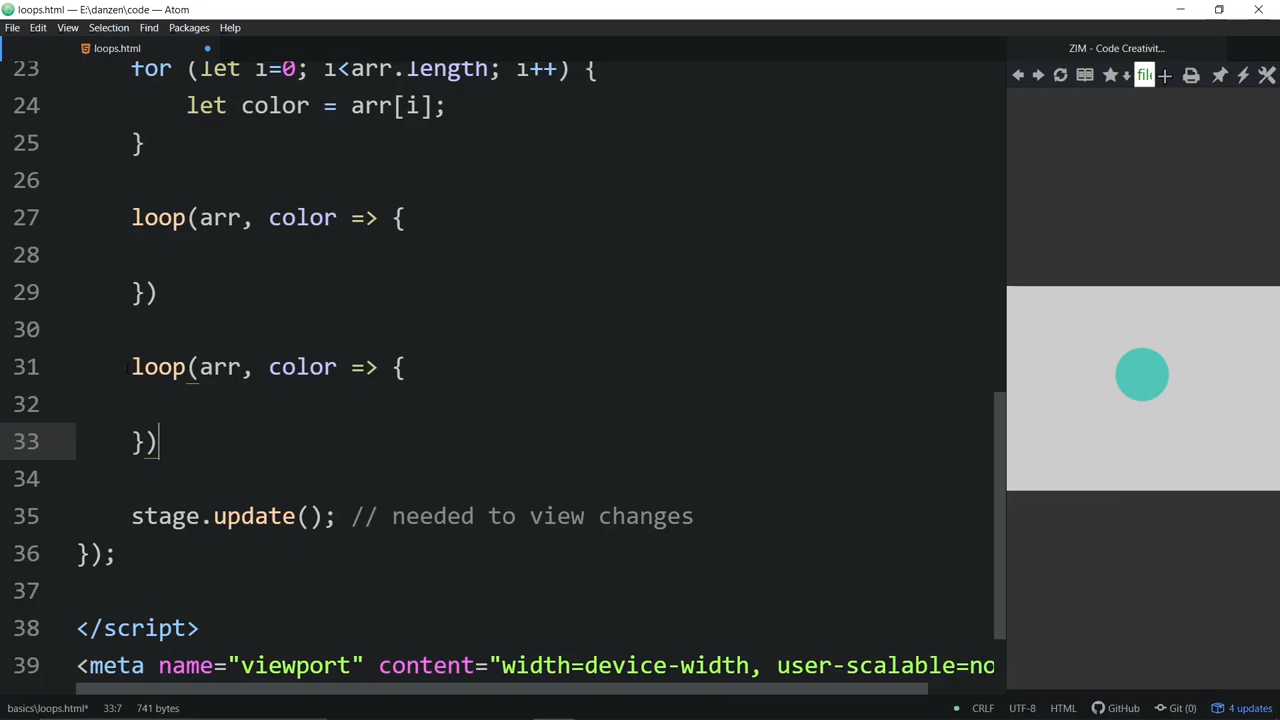 loops.html — E:\danzen\code — Atom
File Edit View Selection Find Packages Help
loops.html
ZIM - Code Creativit...
23 for (let i=0; i<arr.length; i++) {
24 let color = arr[i];
25 }
26
27 loop(arr, color => {
28
29 })
30
31 loop(arr, color => {
32
33 })
34
35 stage.update(); // needed to view changes
36 });
37
38 </script>
39 <meta name="viewport" content="width=device-width, user-scalable=no
file
basics\loops.html* 33:7 741 bytes
CRLF UTF-8 HTML GitHub Git (0) 4 updates